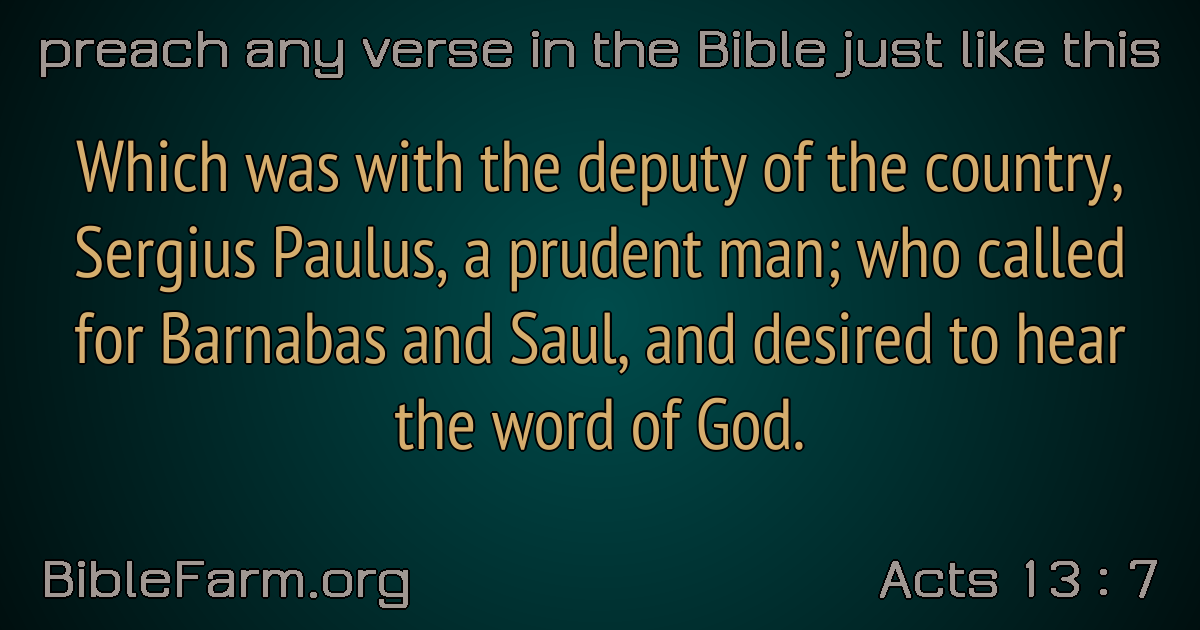 preach any verse in the Bible just like this
Which was with the deputy of the country,
Sergius Paulus, a prudent man; who called
for Barnabas and Saul, and desired to hear
the word of God.
BibleFarm.org
Acts 13 : 7